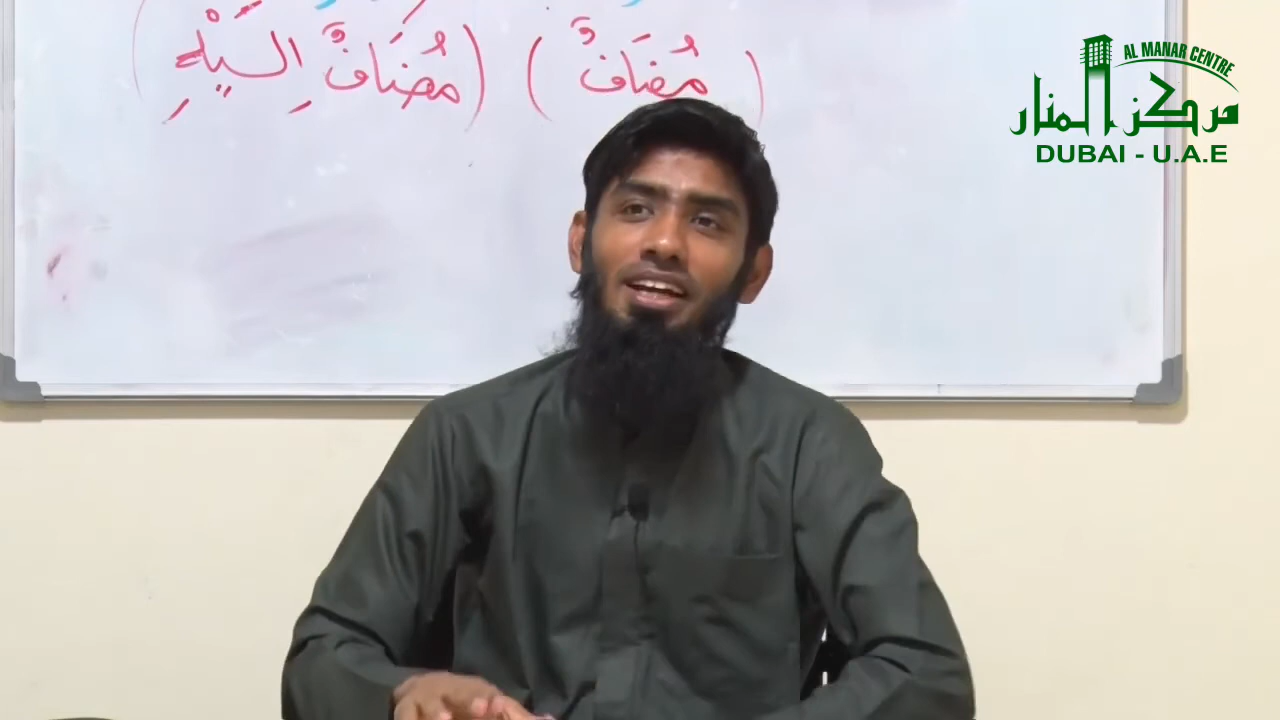 (مُضَافٌ) (مُضَافٌ إِلَيْهِ)
AL MANAR CENTRE
مركز المنار
DUBAI - U.A.E